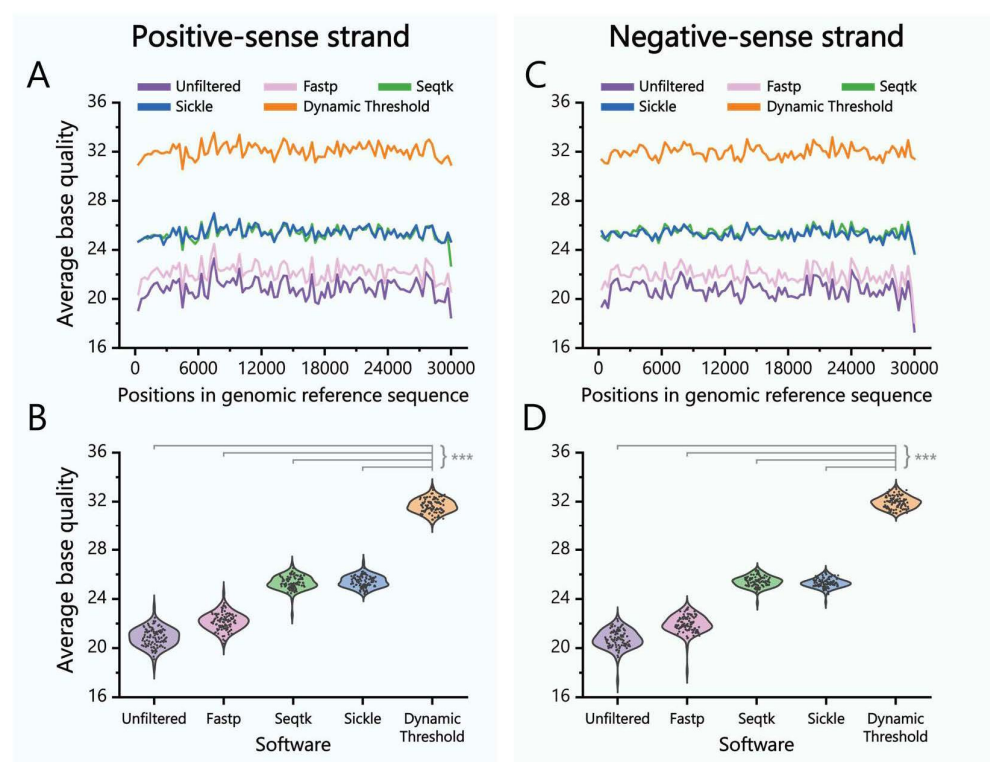 Positive-sense strand
A
Unfiltered Fastp Seqtk
Sickle Dynamic Threshold
36
32
28
24
20
16
Average base quality
0 6000 12000 18000 24000 30000
Positions in genomic reference sequence
B
36
32
28
24
20
16
Average base quality
***
Unfiltered Fastp Seqtk Sickle Dynamic
Threshold
Software
Negative-sense strand
C
Unfiltered Fastp Seqtk
Sickle Dynamic Threshold
36
32
28
24
20
16
0 6000 12000 18000 24000 30000
Positions in genomic reference sequence
D
36
32
28
24
20
16
***
Unfiltered Fastp Seqtk Sickle Dynamic
Threshold
Software